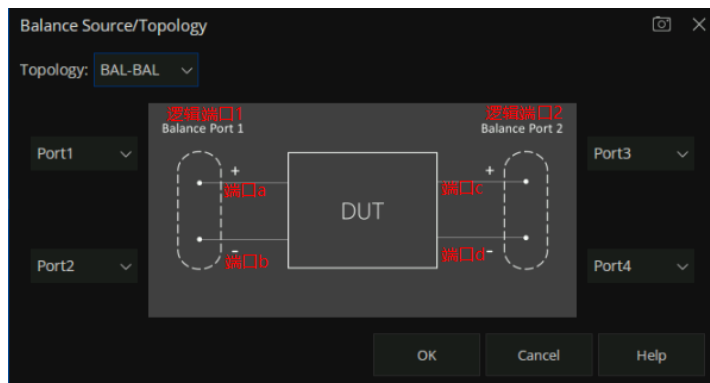 Balance Source/Topology
Topology: BAL-BAL
逻辑端口1
Balance Port 1
逻辑端口2
Balance Port 2
Port1
Port3
+
+
端口a
端口c
DUT
Port2
Port4
-
端口b
端口d
-
OK
Cancel
Help